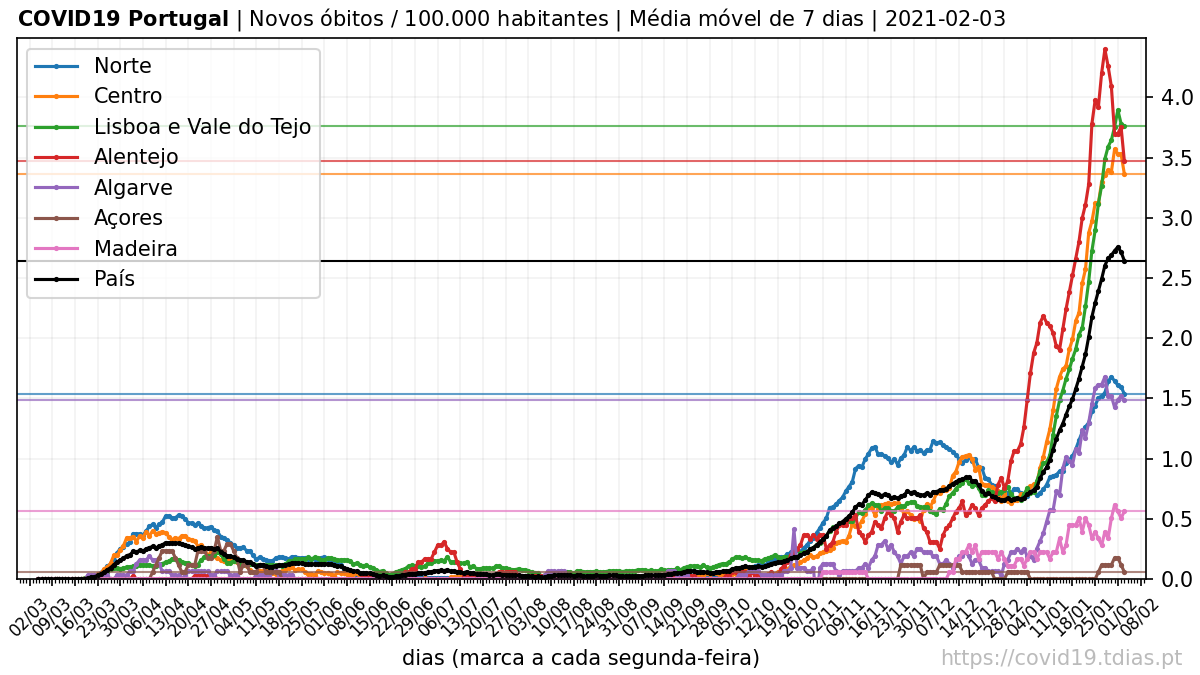 COVID19 Portugal | Novos óbitos / 100.000 habitantes | Média móvel de 7 dias | 2021-02-03
Norte
Centro
Lisboa e Vale do Tejo
Alentejo
Algarve
Açores
Madeira
País
4.0
3.5
3.0
2.5
2.0
1.5
1.0
0.5
0.0
02/03 09/03 16/03 23/03 30/03 06/04 13/04 20/04 27/04 04/05 11/05 18/05 25/05 01/06 08/06 15/06 22/06 29/06 06/07 13/07 20/07 27/07 03/08 10/08 17/08 24/08 31/08 07/09 14/09 21/09 28/09 05/10 12/10 19/10 26/10 02/11 09/11 16/11 23/11 30/11 07/12 14/12 21/12 28/12 04/01 11/01 18/01 25/01 01/02 08/02
dias (marca a cada segunda-feira)
https://covid19.tdias.pt